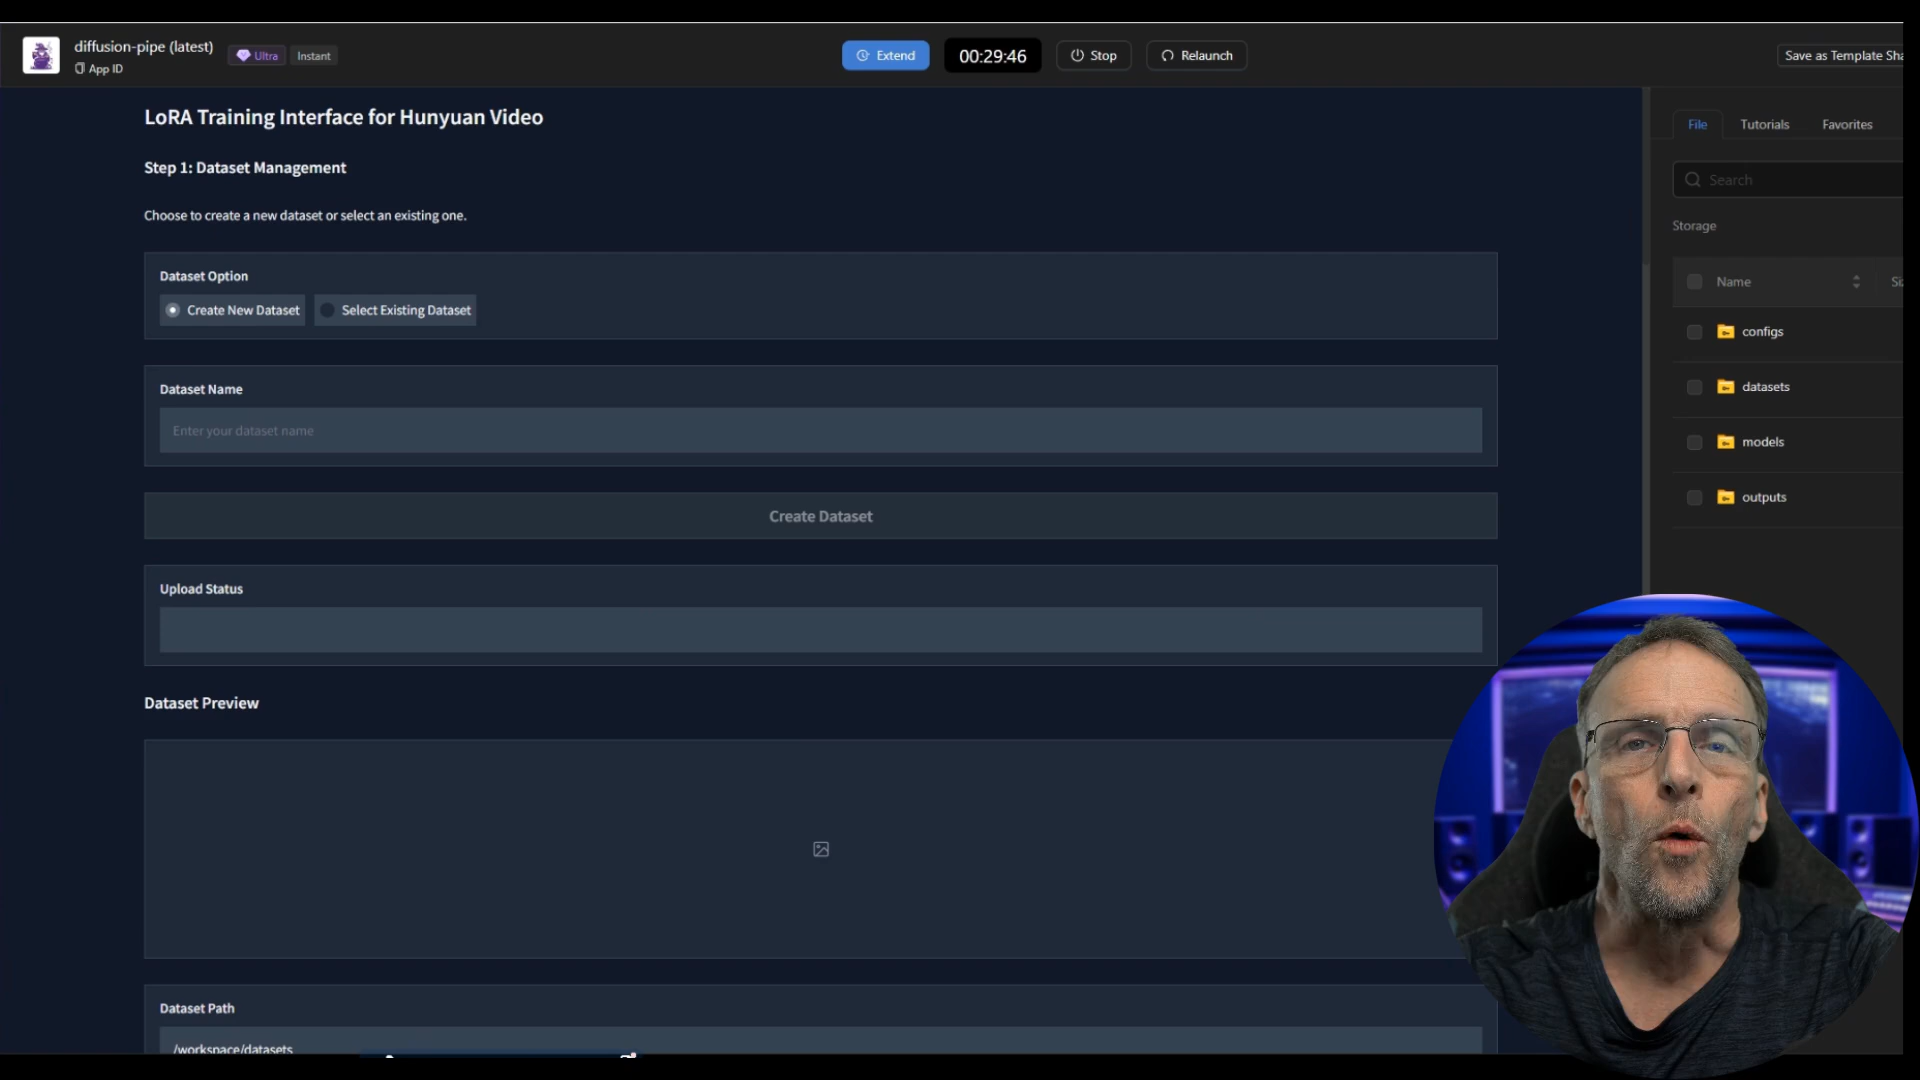 diffusion-pipe (latest)
App ID
Ultra
Instant
Extend
00:29:46
Stop
Relaunch
Save as Template
LoRA Training Interface for Hunyuan Video
Step 1: Dataset Management
Choose to create a new dataset or select an existing one.
Dataset Option
Create New Dataset
Select Existing Dataset
Dataset Name
Enter your dataset name
Create Dataset
Upload Status
Dataset Preview
Dataset Path
/workspace/datasets
File
Tutorials
Favorites
Search
Storage
Name
configs
datasets
models
outputs